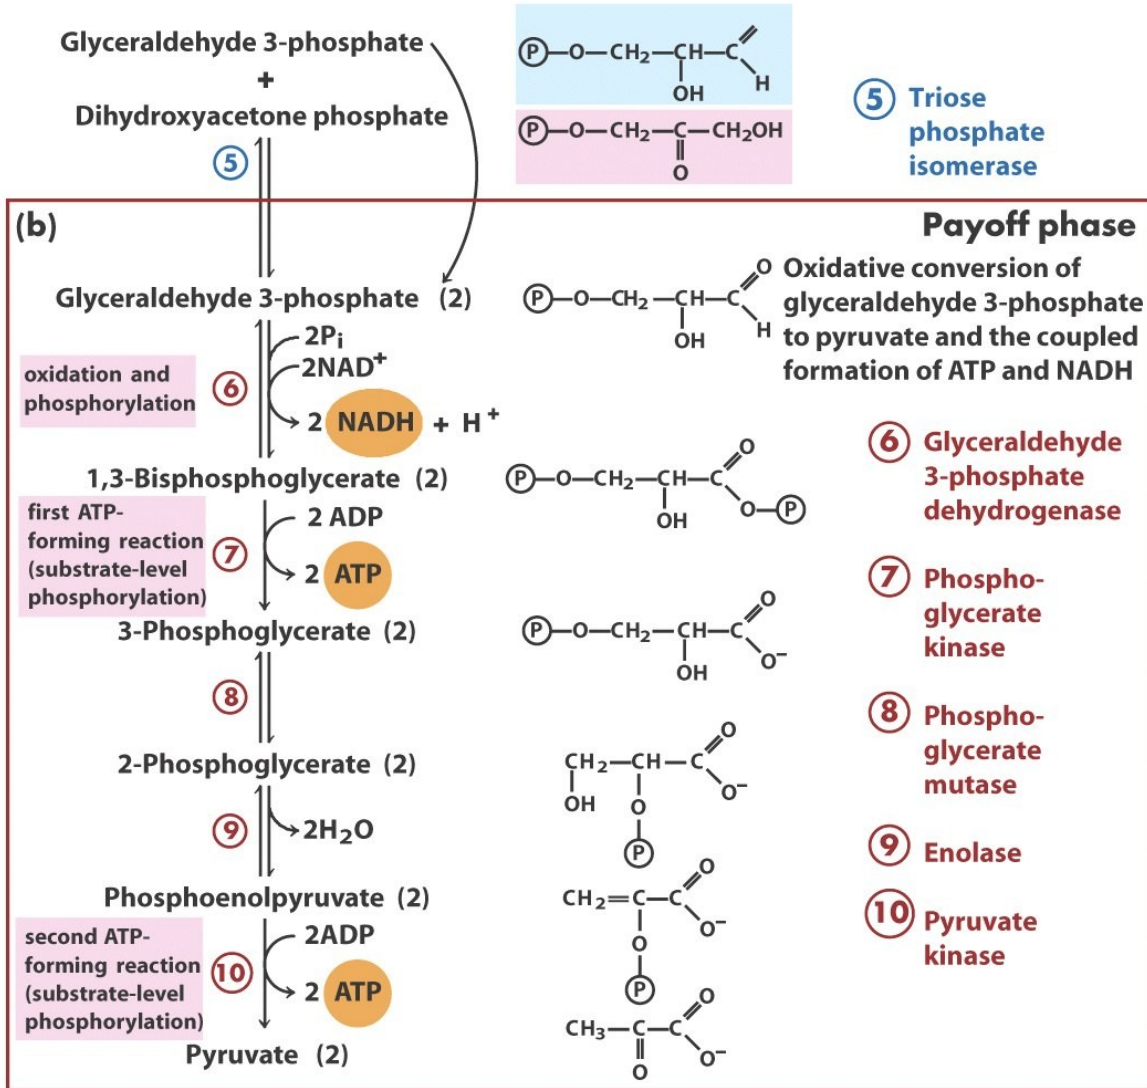 Glyceraldehyde 3-phosphate
+
Dihydroxyacetone phosphate
5
P—O—CH₂—CH—C
OH
H
P—O—CH₂—C—CH₂OH
O
5 Triose
phosphate
isomerase
(b)
Payoff phase
Oxidative conversion of
glyceraldehyde 3-phosphate
to pyruvate and the coupled
formation of ATP and NADH
Glyceraldehyde 3-phosphate (2)
P—O—CH₂—CH—C
O
OH
H
oxidation and
phosphorylation
6
2Pᵢ
2NAD⁺
2 NADH + H⁺
1,3-Bisphosphoglycerate (2)
P—O—CH₂—CH—C
O
OH
O—P
first ATP-
forming reaction
(substrate-level
phosphorylation)
7
2 ADP
2 ATP
3-Phosphoglycerate (2)
P—O—CH₂—CH—C
O
OH
O⁻
8
2-Phosphoglycerate (2)
O
CH₂—CH—C
OH
O
O⁻
P
9
2H₂O
Phosphoenolpyruvate (2)
O
CH₂=C—C
O
O⁻
P
second ATP-
forming reaction
(substrate-level
phosphorylation)
10
2ADP
2 ATP
Pyruvate (2)
O
CH₃—C—C
O
O⁻
6 Glyceraldehyde
3-phosphate
dehydrogenase
7 Phospho-
glycerate
kinase
8 Phospho-
glycerate
mutase
9 Enolase
10 Pyruvate
kinase